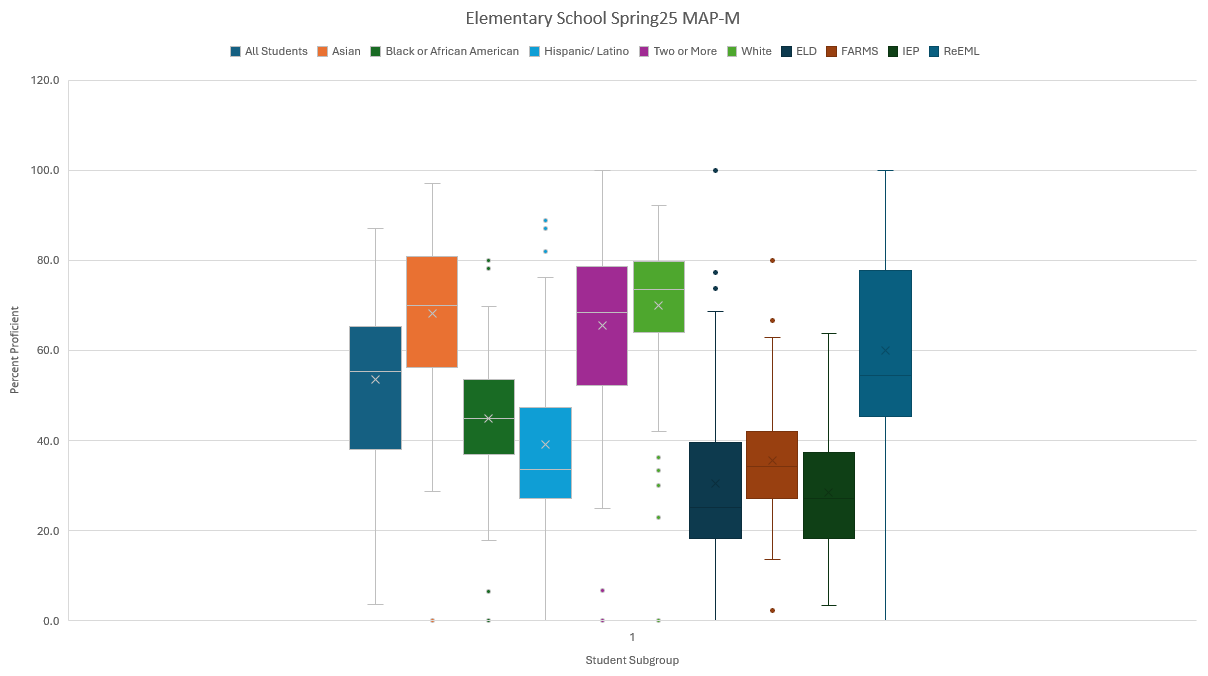 Elementary School Spring25 MAP-M
All Students Asian Black or African American Hispanic/ Latino Two or More White ELD FARMS IEP ReEML
120.0
100.0
80.0
60.0
40.0
20.0
0.0
Percent Proficient
1
Student Subgroup